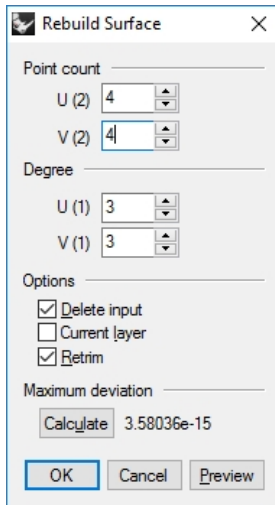 Rebuild Surface
Point count
U (2) 4
V (2) 4
Degree
U (1) 3
V (1) 3
Options
Delete input
Current layer
Retrim
Maximum deviation
Calculate 3.58036e-15
OK Cancel Preview